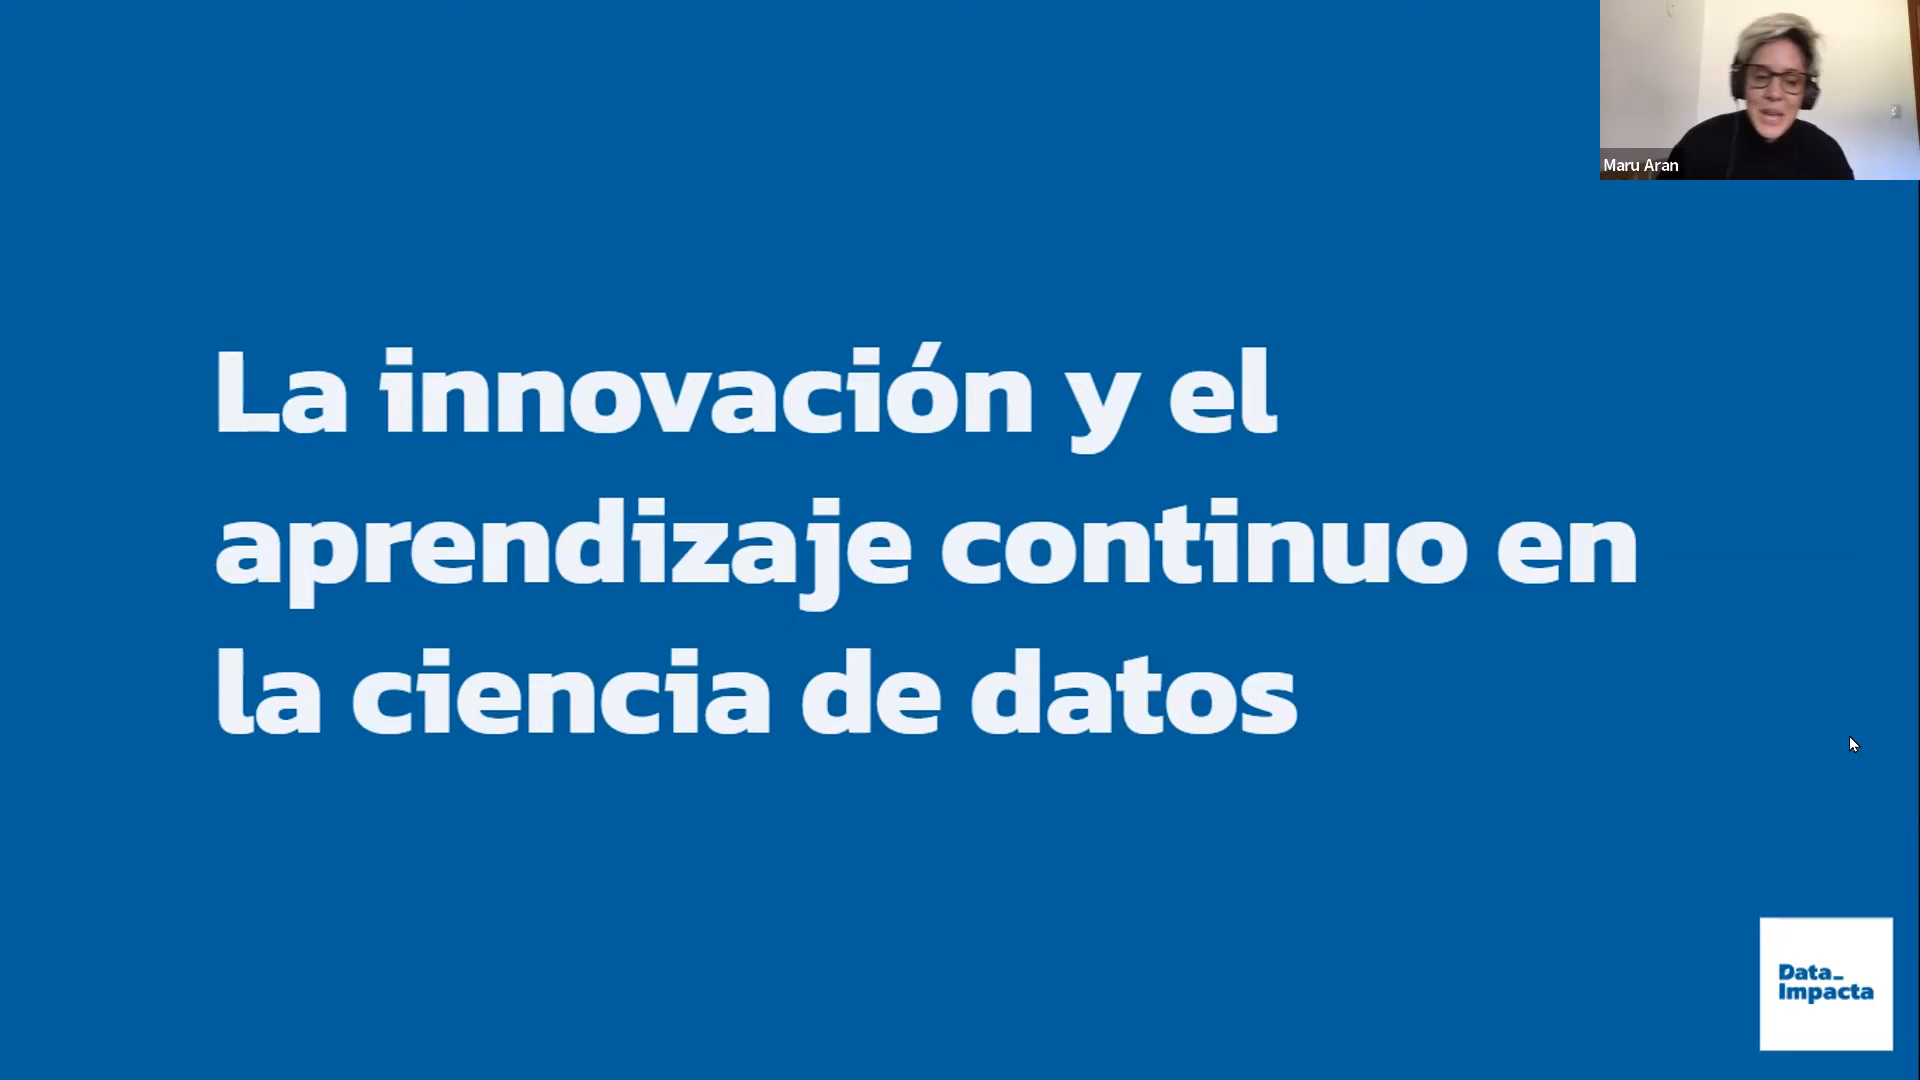 Maru Aran
La innovación y el
aprendizaje continuo en
la ciencia de datos
Data_
Impacta